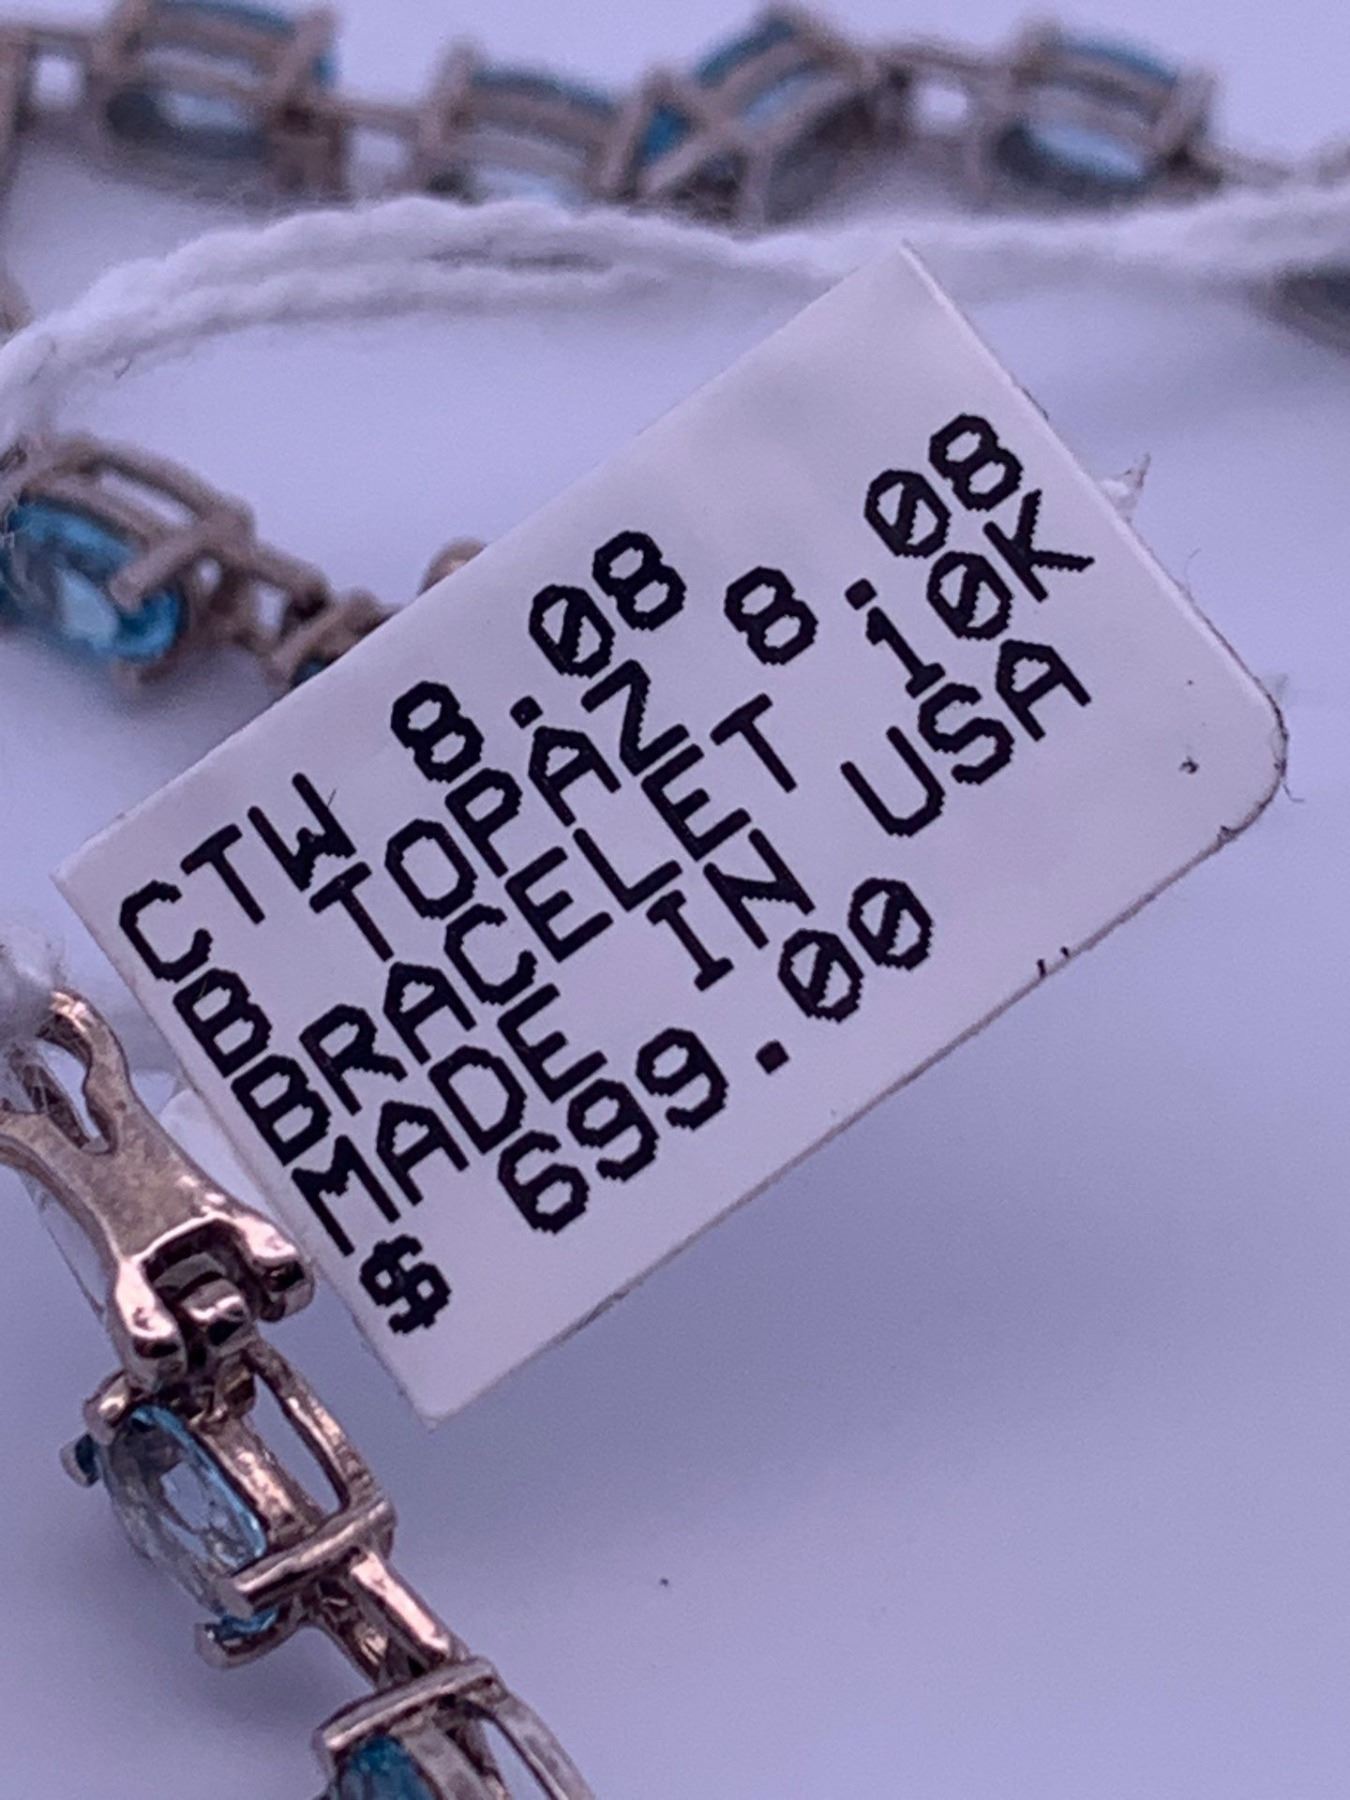 CTW 8.08
B TOPAZ 8.08
BRACELET 10K
MADE IN USA
$ 699.00